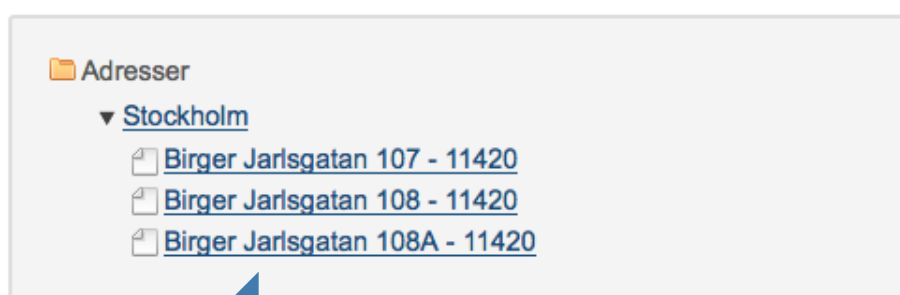 Adresser
Stockholm
Birger Jarlsgatan 107 - 11420
Birger Jarlsgatan 108 - 11420
Birger Jarlsgatan 108A - 11420